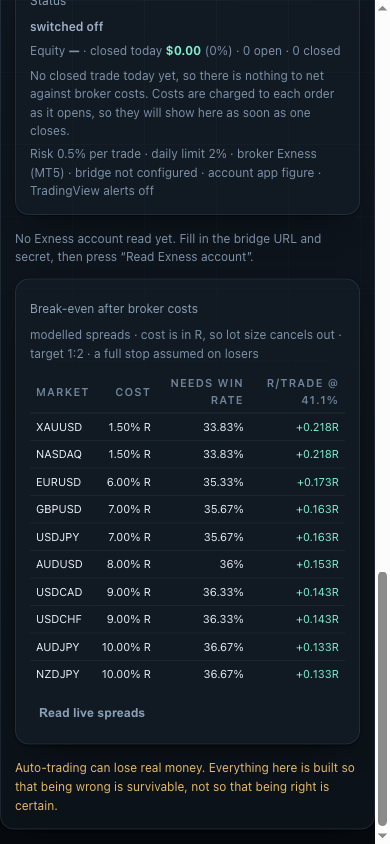 Status
switched off
Equity — · closed today $0.00 (0%) · 0 open · 0 closed
No closed trade today yet, so there is nothing to net
against broker costs. Costs are charged to each order
as it opens, so they will show here as soon as one
closes.
Risk 0.5% per trade · daily limit 2% · broker Exness
(MT5) · bridge not configured · account app figure ·
TradingView alerts off
No Exness account read yet. Fill in the bridge URL and
secret, then press “Read Exness account”.
Break-even after broker costs
modelled spreads · cost is in R, so lot size cancels out ·
target 1:2 · a full stop assumed on losers
MARKET COST NEEDS WIN RATE R/TRADE @ 41.1%
XAUUSD 1.50% R 33.83% +0.218R
NASDAQ 1.50% R 33.83% +0.218R
EURUSD 6.00% R 35.33% +0.173R
GBPUSD 7.00% R 35.67% +0.163R
USDJPY 7.00% R 35.67% +0.163R
AUDUSD 8.00% R 36% +0.153R
USDCAD 9.00% R 36.33% +0.143R
USDCHF 9.00% R 36.33% +0.143R
AUDJPY 10.00% R 36.67% +0.133R
NZDJPY 10.00% R 36.67% +0.133R
Read live spreads
Auto-trading can lose real money. Everything here is built so
that being wrong is survivable, not so that being right is
certain.